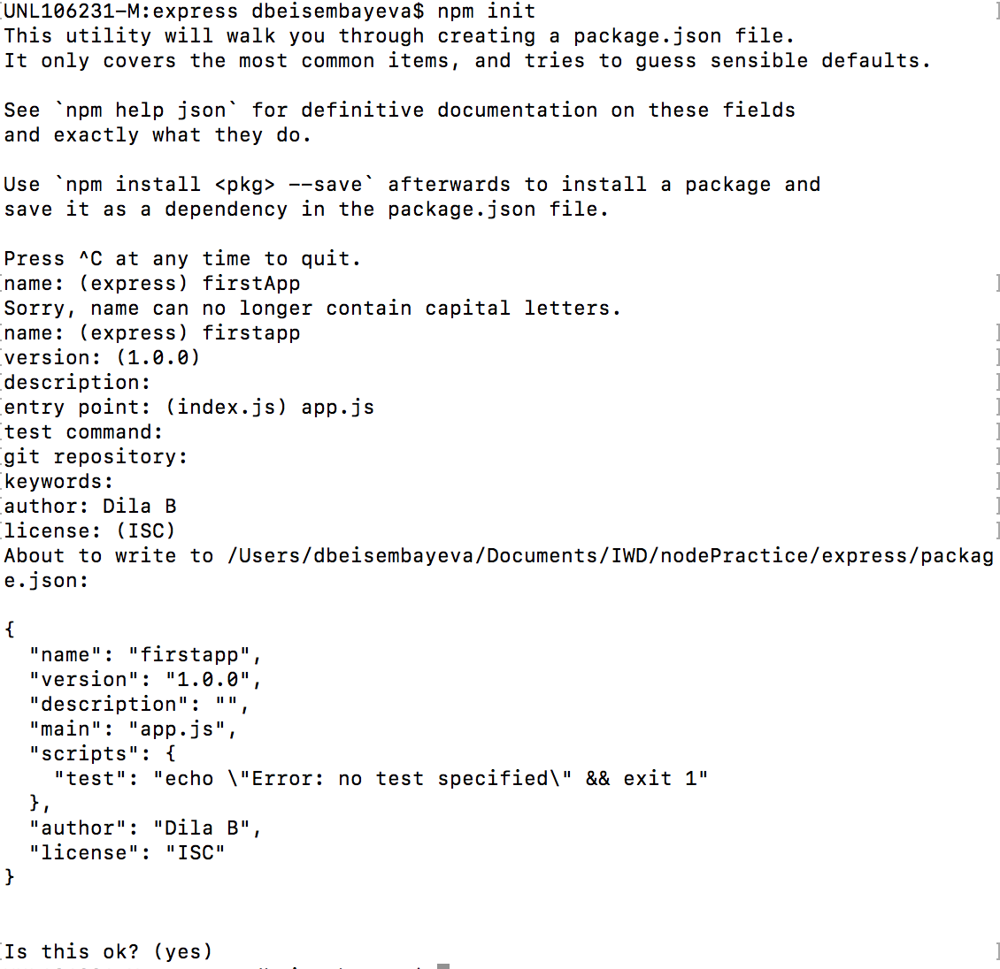 UNL106231-M:express dbeisembayeva$ npm init
This utility will walk you through creating a package.json file.
It only covers the most common items, and tries to guess sensible defaults.
See `npm help json` for definitive documentation on these fields
and exactly what they do.
Use `npm install <pkg> --save` afterwards to install a package and
save it as a dependency in the package.json file.
Press ^C at any time to quit.
name: (express) firstApp
Sorry, name can no longer contain capital letters.
name: (express) firstapp
version: (1.0.0)
description:
entry point: (index.js) app.js
test command:
git repository:
keywords:
author: Dila B
license: (ISC)
About to write to /Users/dbeisembayeva/Documents/IWD/nodePractice/express/packag
e.json:
{
  "name": "firstapp",
  "version": "1.0.0",
  "description": "",
  "main": "app.js",
  "scripts": {
    "test": "echo \"Error: no test specified\" && exit 1"
  },
  "author": "Dila B",
  "license": "ISC"
}
Is this ok? (yes)